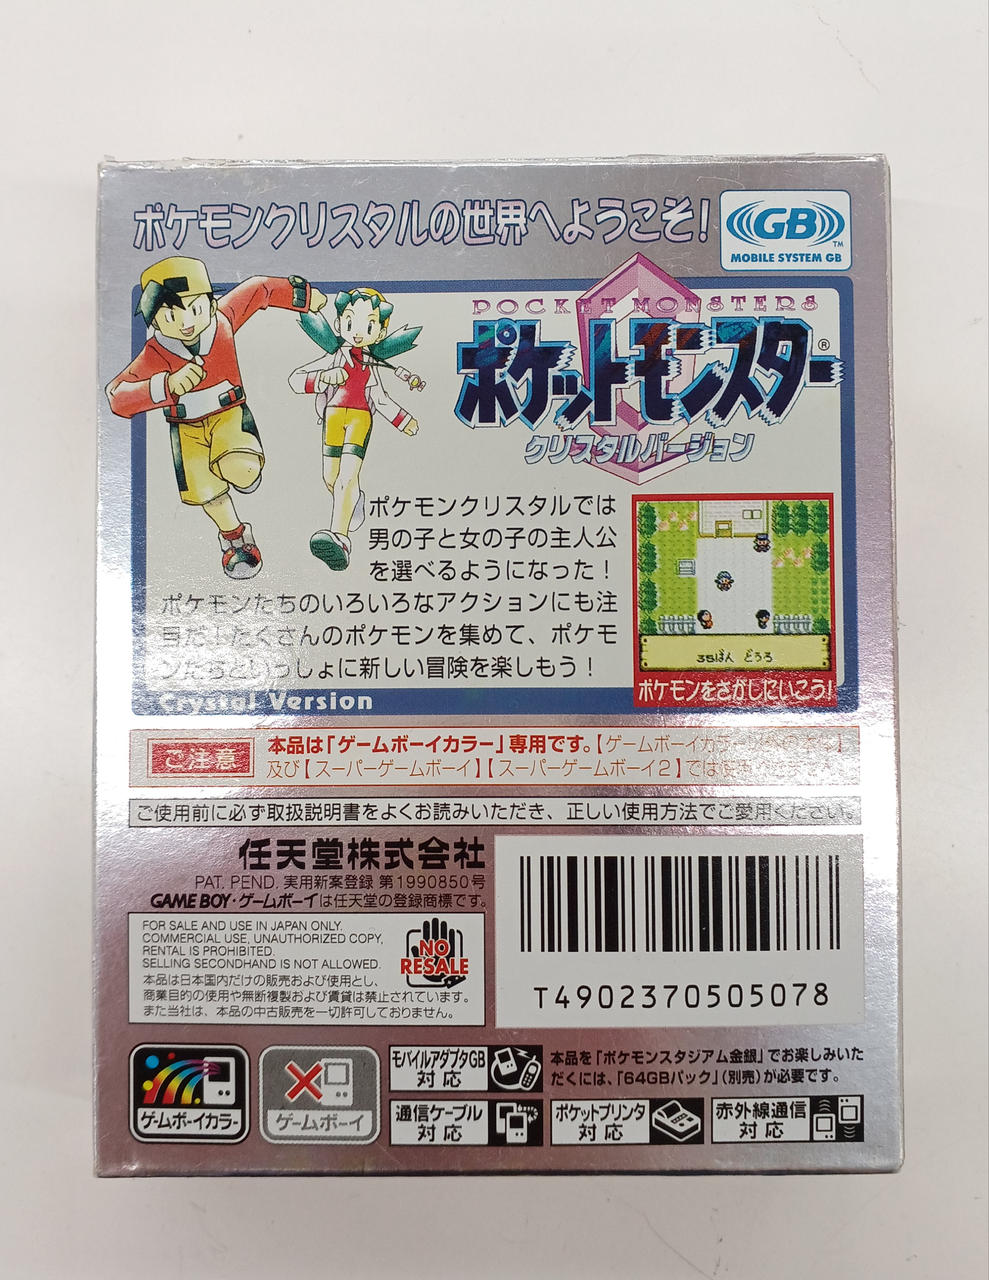 ポケモンクリスタルの世界へようこそ!
GB
TM
MOBILE SYSTEM GB
POCKET MONSTERS
ポケットモンスター®
クリスタルバージョン
ポケモンクリスタルでは
男の子と女の子の主人公
を選べるようになった!
ポケモンたちのいろいろなアクションにも注
目だ!たくさんのポケモンを集めて、ポケモ
ンたちといっしょに新しい冒険を楽しもう!
35ばん どうろ
ポケモンをさがしにいこう!
Crystal Version
ご注意
本品は「ゲームボーイカラー」専用です。【ゲームボーイカラー
及び【スーパーゲームボーイ】【スーパーゲームボーイ2】では
ご使用前に必ず取扱説明書をよくお読みいただき、正しい使用方法でご愛用ください。
任天堂株式会社
PAT. PEND. 実用新案登録 第1990850号
GAME BOY・ゲームボーイは任天堂の登録商標です。
FOR SALE AND USE IN JAPAN ONLY.
COMMERCIAL USE, UNAUTHORIZED COPY,
RENTAL IS PROHIBITED.
SELLING SECONDHAND IS NOT ALLOWED.
本品は日本国内だけの販売および使用とし、
商業目的の使用や無断複製および賃貸は禁止されています。
また当社は、本品の中古販売を一切許可しておりません。
NO
RESALE
T4902370505078
ゲームボーイカラー
ゲームボーイ
モバイルアダプタGB
対応
本品を「ポケモンスタジアム金銀」でお楽しみいた
だくには、「64GBパック」(別売)が必要です。
通信ケーブル
対応
ポケットプリンタ
対応
赤外線通信
対応